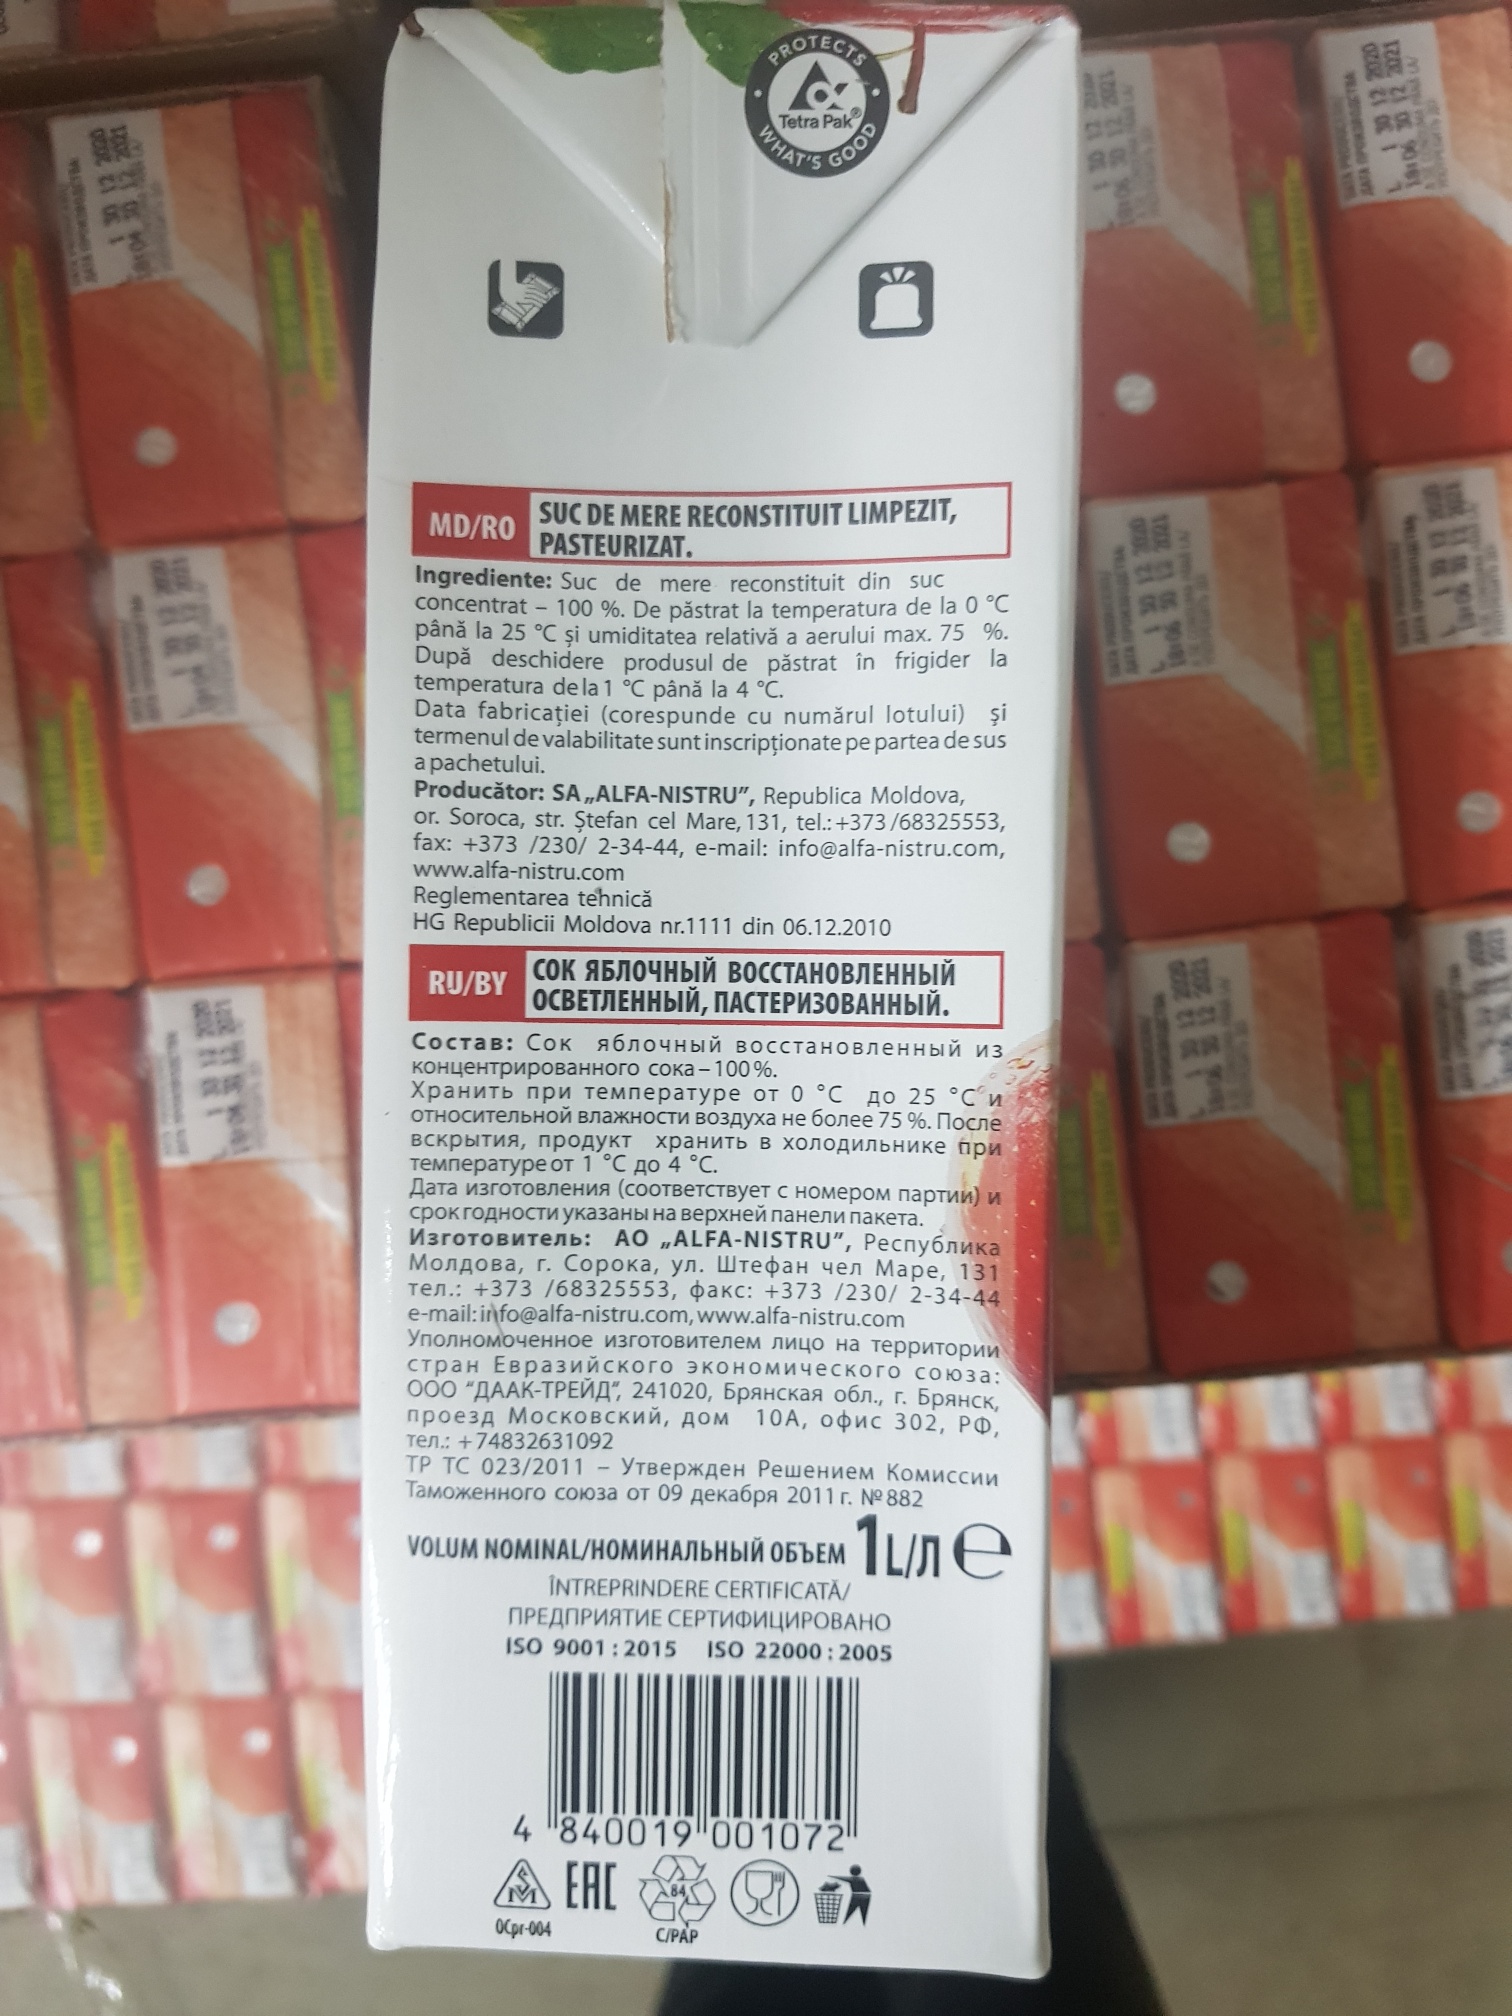 PROTECTS
Tetra Pak®
WHAT'S GOOD
MD/RO
SUC DE MERE RECONSTITUIT LIMPEZIT,
PASTEURIZAT.
Ingrediente: Suc de mere reconstituit din suc
concentrat – 100 %. De păstrat la temperatura de la 0 °C
până la 25 °C și umiditatea relativă a aerului max. 75 %.
După deschidere produsul de păstrat în frigider la
temperatura de la 1 °C până la 4 °C.
Data fabricației (corespunde cu numărul lotului) și
termenul de valabilitate sunt inscripționate pe partea de sus
a pachetului.
Producător: SA „ALFA-NISTRU”, Republica Moldova,
or. Soroca, str. Ștefan cel Mare, 131, tel.: +373 /68325553,
fax: +373 /230/ 2-34-44, e-mail: info@alfa-nistru.com,
www.alfa-nistru.com
Reglementarea tehnică
HG Republicii Moldova nr.1111 din 06.12.2010
RU/BY
СОК ЯБЛОЧНЫЙ ВОССТАНОВЛЕННЫЙ
ОСВЕТЛЕННЫЙ, ПАСТЕРИЗОВАННЫЙ.
Состав: Сок яблочный восстановленный из
концентрированного сока – 100 %.
Хранить при температуре от 0 °C до 25 °C и
относительной влажности воздуха не более 75 %. После
вскрытия, продукт хранить в холодильнике при
температуре от 1 °C до 4 °C.
Дата изготовления (соответствует с номером партии) и
срок годности указаны на верхней панели пакета.
Изготовитель: АО „ALFA-NISTRU”, Республика
Молдова, г. Сорока, ул. Штефан чел Маре, 131
тел.: +373 /68325553, факс: +373 /230/ 2-34-44
e-mail: info@alfa-nistru.com, www.alfa-nistru.com
Уполномоченное изготовителем лицо на территории
стран Евразийского экономического союза:
ООО “ДААК-ТРЕЙД”, 241020, Брянская обл., г. Брянск,
проезд Московский, дом 10А, офис 302, РФ,
тел.: +74832631092
ТР ТС 023/2011 – Утвержден Решением Комиссии
Таможенного союза от 09 декабря 2011 г. № 882
VOLUM NOMINAL/НОМИНАЛЬНЫЙ ОБЪЕМ 1L/Л ℮
ÎNTREPRINDERE CERTIFICATĂ/
ПРЕДПРИЯТИЕ СЕРТИФИЦИРОВАНО
ISO 9001 : 2015 ISO 22000 : 2005
4 840019 001072
SM EAC 84
OCpr-004 C/PAP